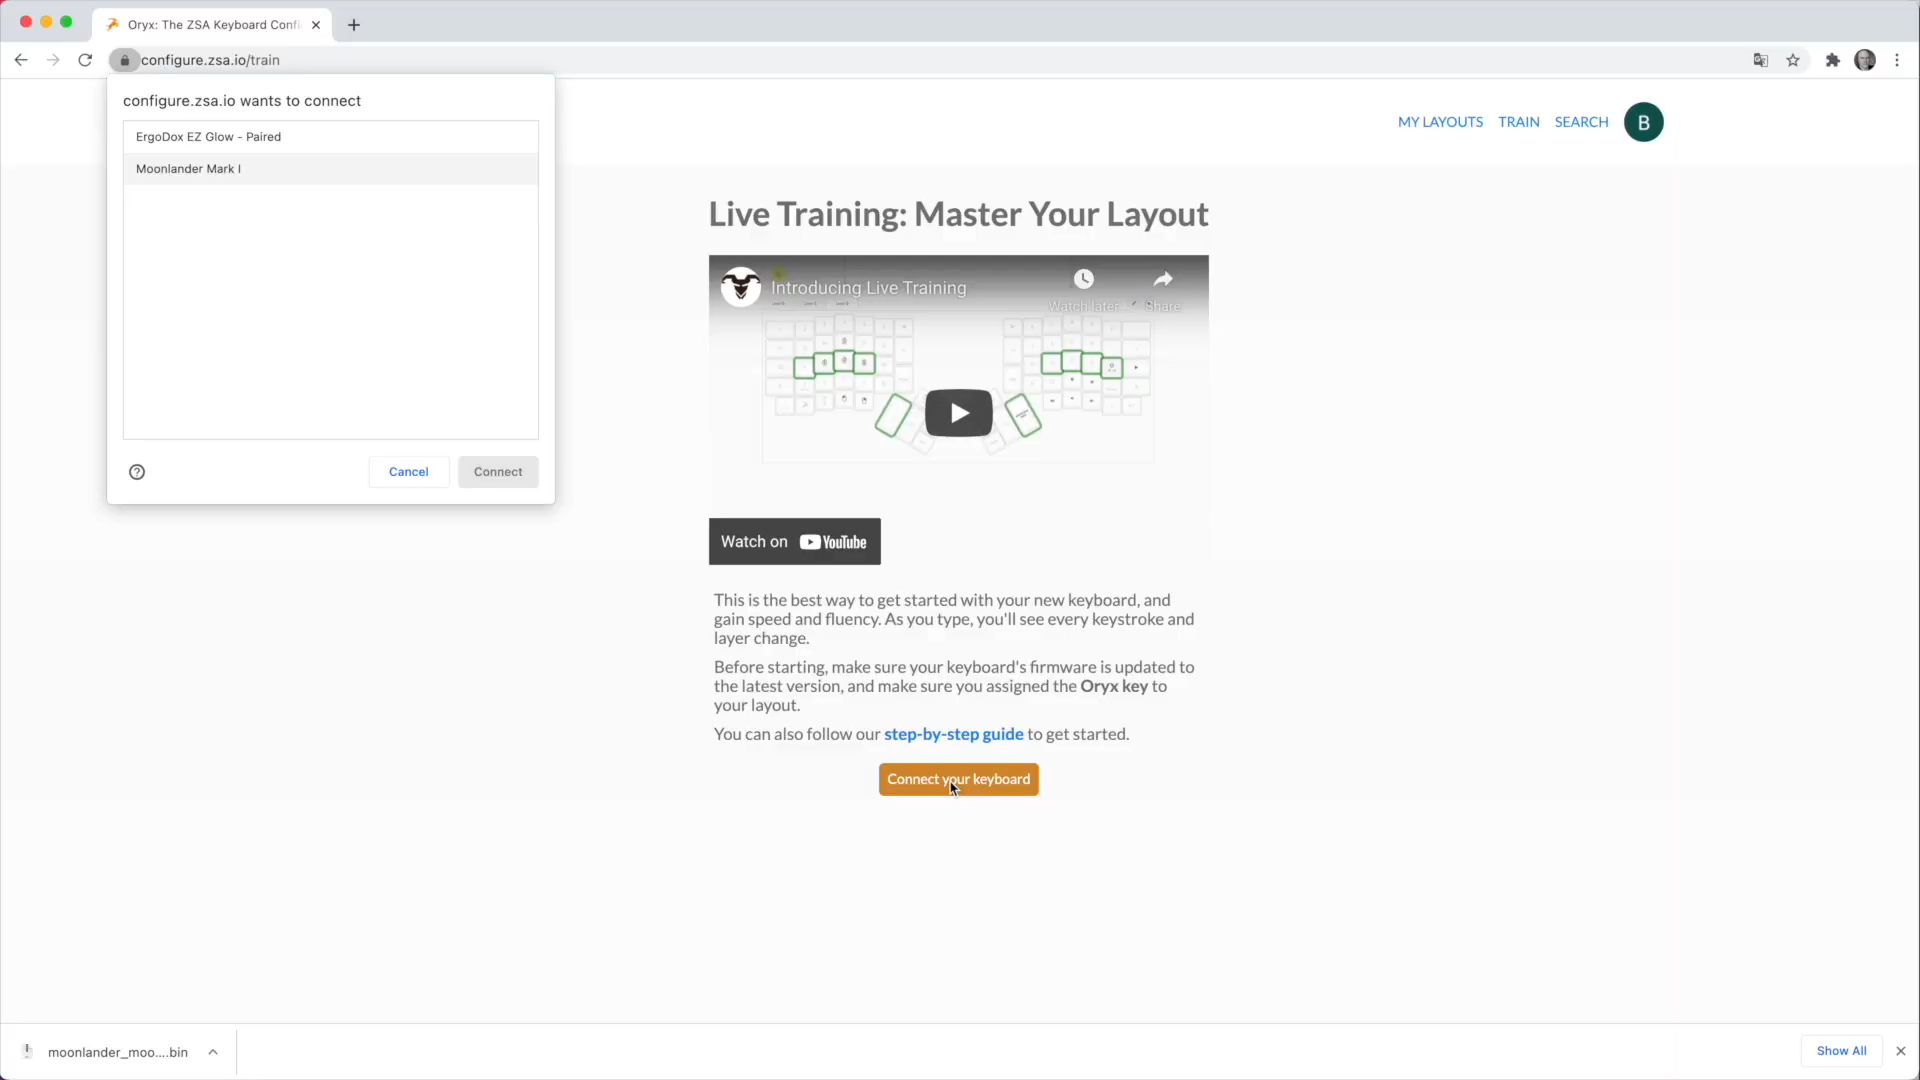 Oryx: The ZSA Keyboard Confi
configure.zsa.io/train
configure.zsa.io wants to connect
ErgoDox EZ Glow - Paired
Moonlander Mark I
Cancel
Connect
MY LAYOUTS
TRAIN
SEARCH
B
Live Training: Master Your Layout
Introducing Live Training
Watch later
Share
Watch on YouTube
This is the best way to get started with your new keyboard, and
gain speed and fluency. As you type, you'll see every keystroke and
layer change.
Before starting, make sure your keyboard's firmware is updated to
the latest version, and make sure you assigned the Oryx key to
your layout.
You can also follow our step-by-step guide to get started.
Connect your keyboard
moonlander_moo....bin
Show All